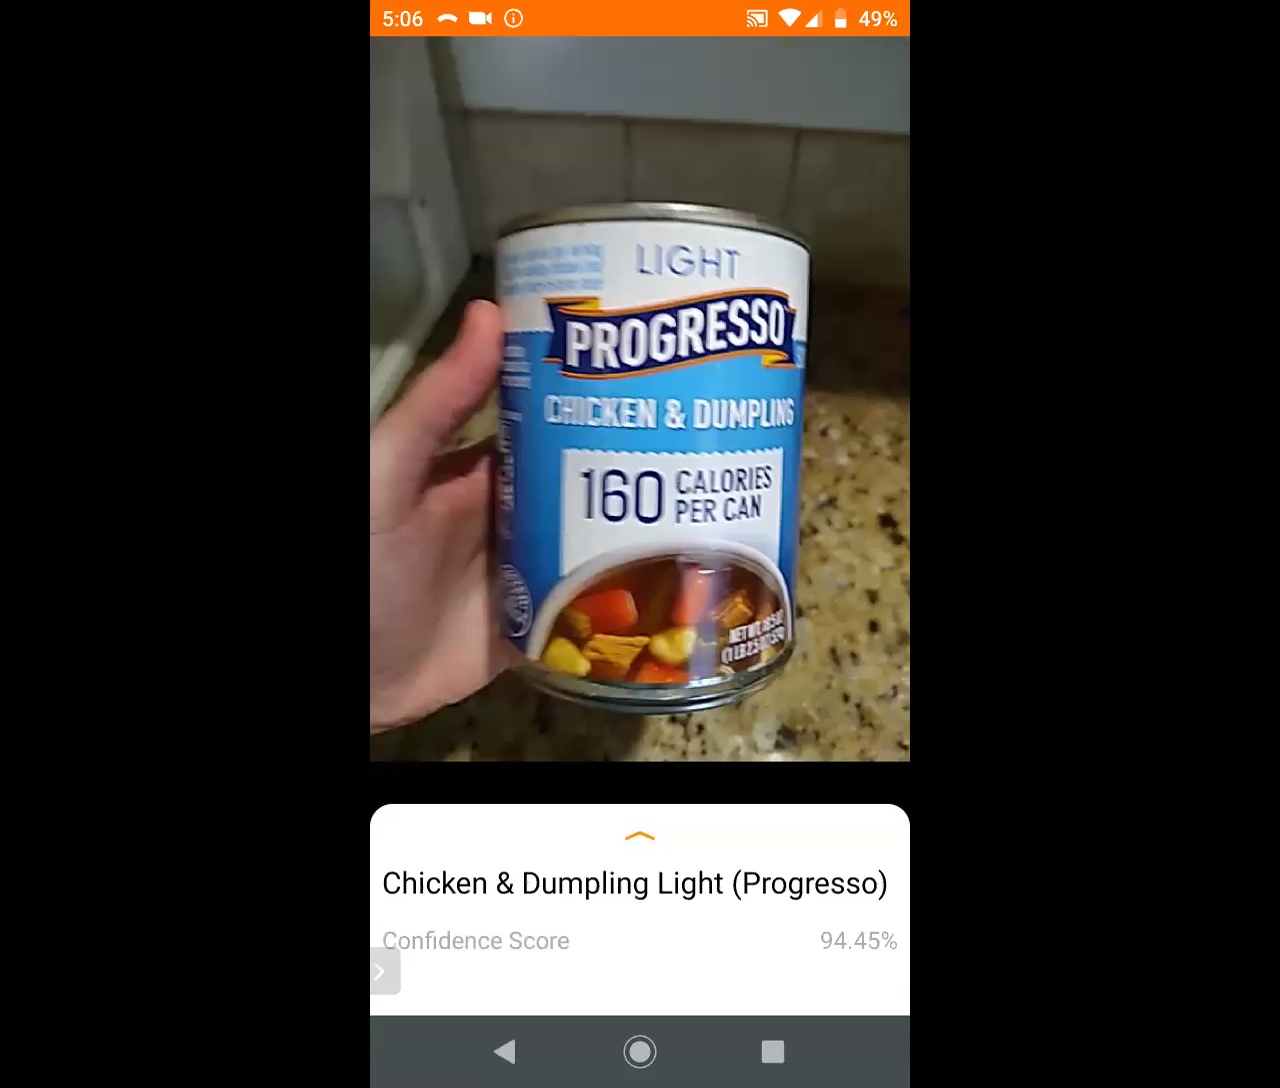 5:06
49%
LIGHT
PROGRESSO
CHICKEN & DUMPLING
160 CALORIES
PER CAN
NET WT
Chicken & Dumpling Light (Progresso)
Confidence Score 94.45%